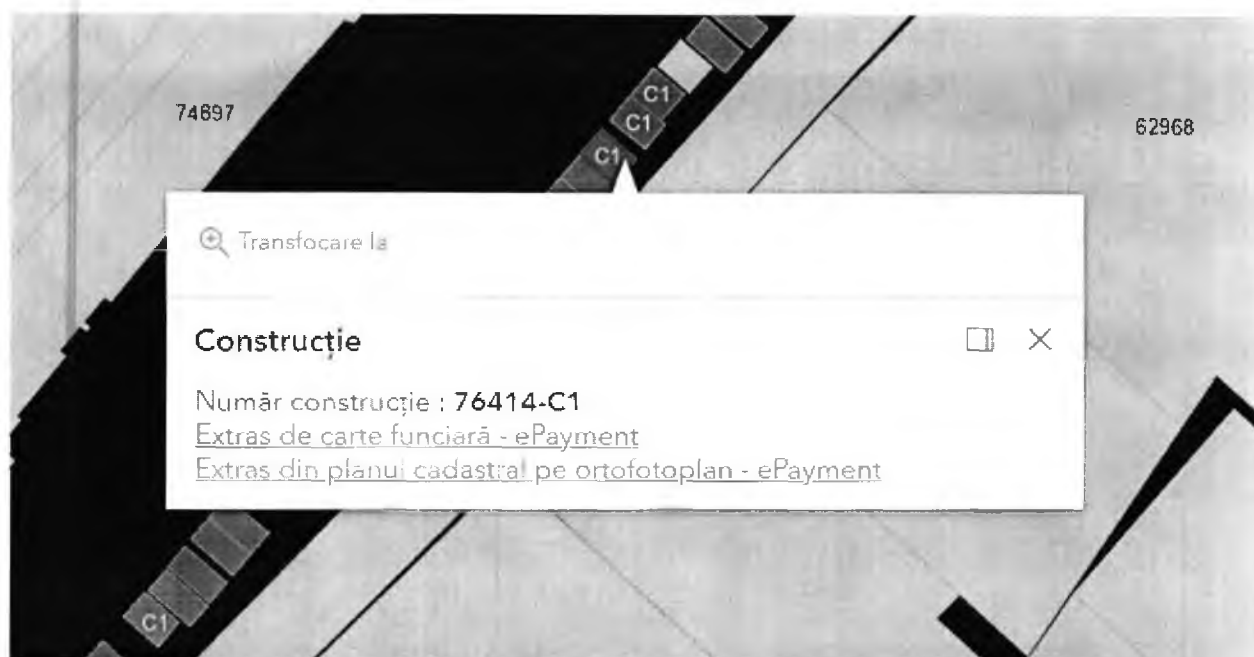 74697
C1
C1
C1
62968
Transfocare la
Construcție
Număr construcție : 76414-C1
Extras de carte funciară - ePayment
Extras din planul cadastral pe ortofotoplan - ePayment
C1